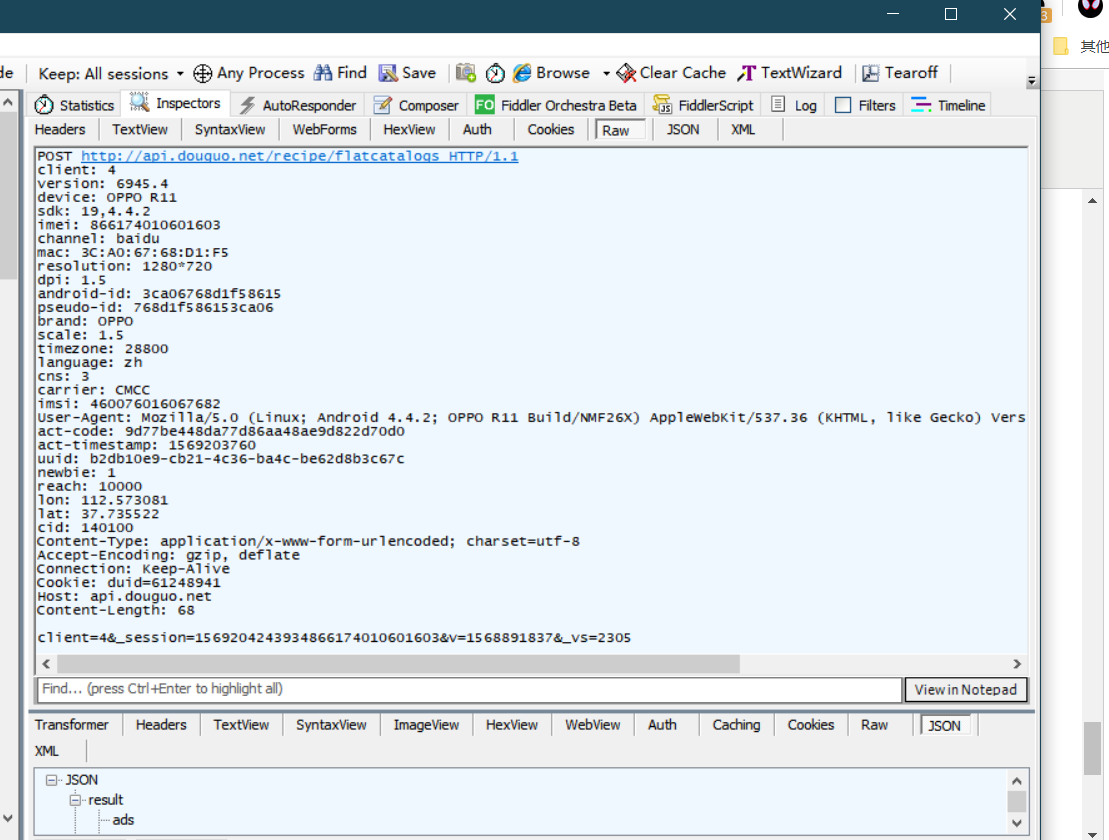 3
其他
de Keep: All sessions Any Process Find Save Browse Clear Cache TextWizard Tearoff
Statistics Inspectors AutoResponder Composer FO Fiddler Orchestra Beta FiddlerScript Log Filters Timeline
Headers TextView SyntaxView WebForms HexView Auth Cookies Raw JSON XML
POST http://api.douguo.net/recipe/flatcatalogs HTTP/1.1
client: 4
version: 6945.4
device: OPPO R11
sdk: 19,4.4.2
imei: 866174010601603
channel: baidu
mac: 3C:A0:67:68:D1:F5
resolution: 1280*720
dpi: 1.5
android-id: 3ca06768d1f58615
pseudo-id: 768d1f586153ca06
brand: OPPO
scale: 1.5
timezone: 28800
language: zh
cns: 3
carrier: CMCC
imsi: 460076016067682
User-Agent: Mozilla/5.0 (Linux; Android 4.4.2; OPPO R11 Build/NMF26X) AppleWebKit/537.36 (KHTML, like Gecko) Vers
act-code: 9d77be448da77d86aa48ae9d822d70d0
act-timestamp: 1569203760
uuid: b2db10e9-cb21-4c36-ba4c-be62d8b3c67c
newbie: 1
reach: 10000
lon: 112.573081
lat: 37.735522
cid: 140100
Content-Type: application/x-www-form-urlencoded; charset=utf-8
Accept-Encoding: gzip, deflate
Connection: Keep-Alive
Cookie: duid=61248941
Host: api.douguo.net
Content-Length: 68
client=4&_session=1569204243934866174010601603&v=1568891837&_vs=2305
Find... (press Ctrl+Enter to highlight all) View in Notepad
Transformer Headers TextView SyntaxView ImageView HexView WebView Auth Caching Cookies Raw JSON
XML
JSON
result
ads